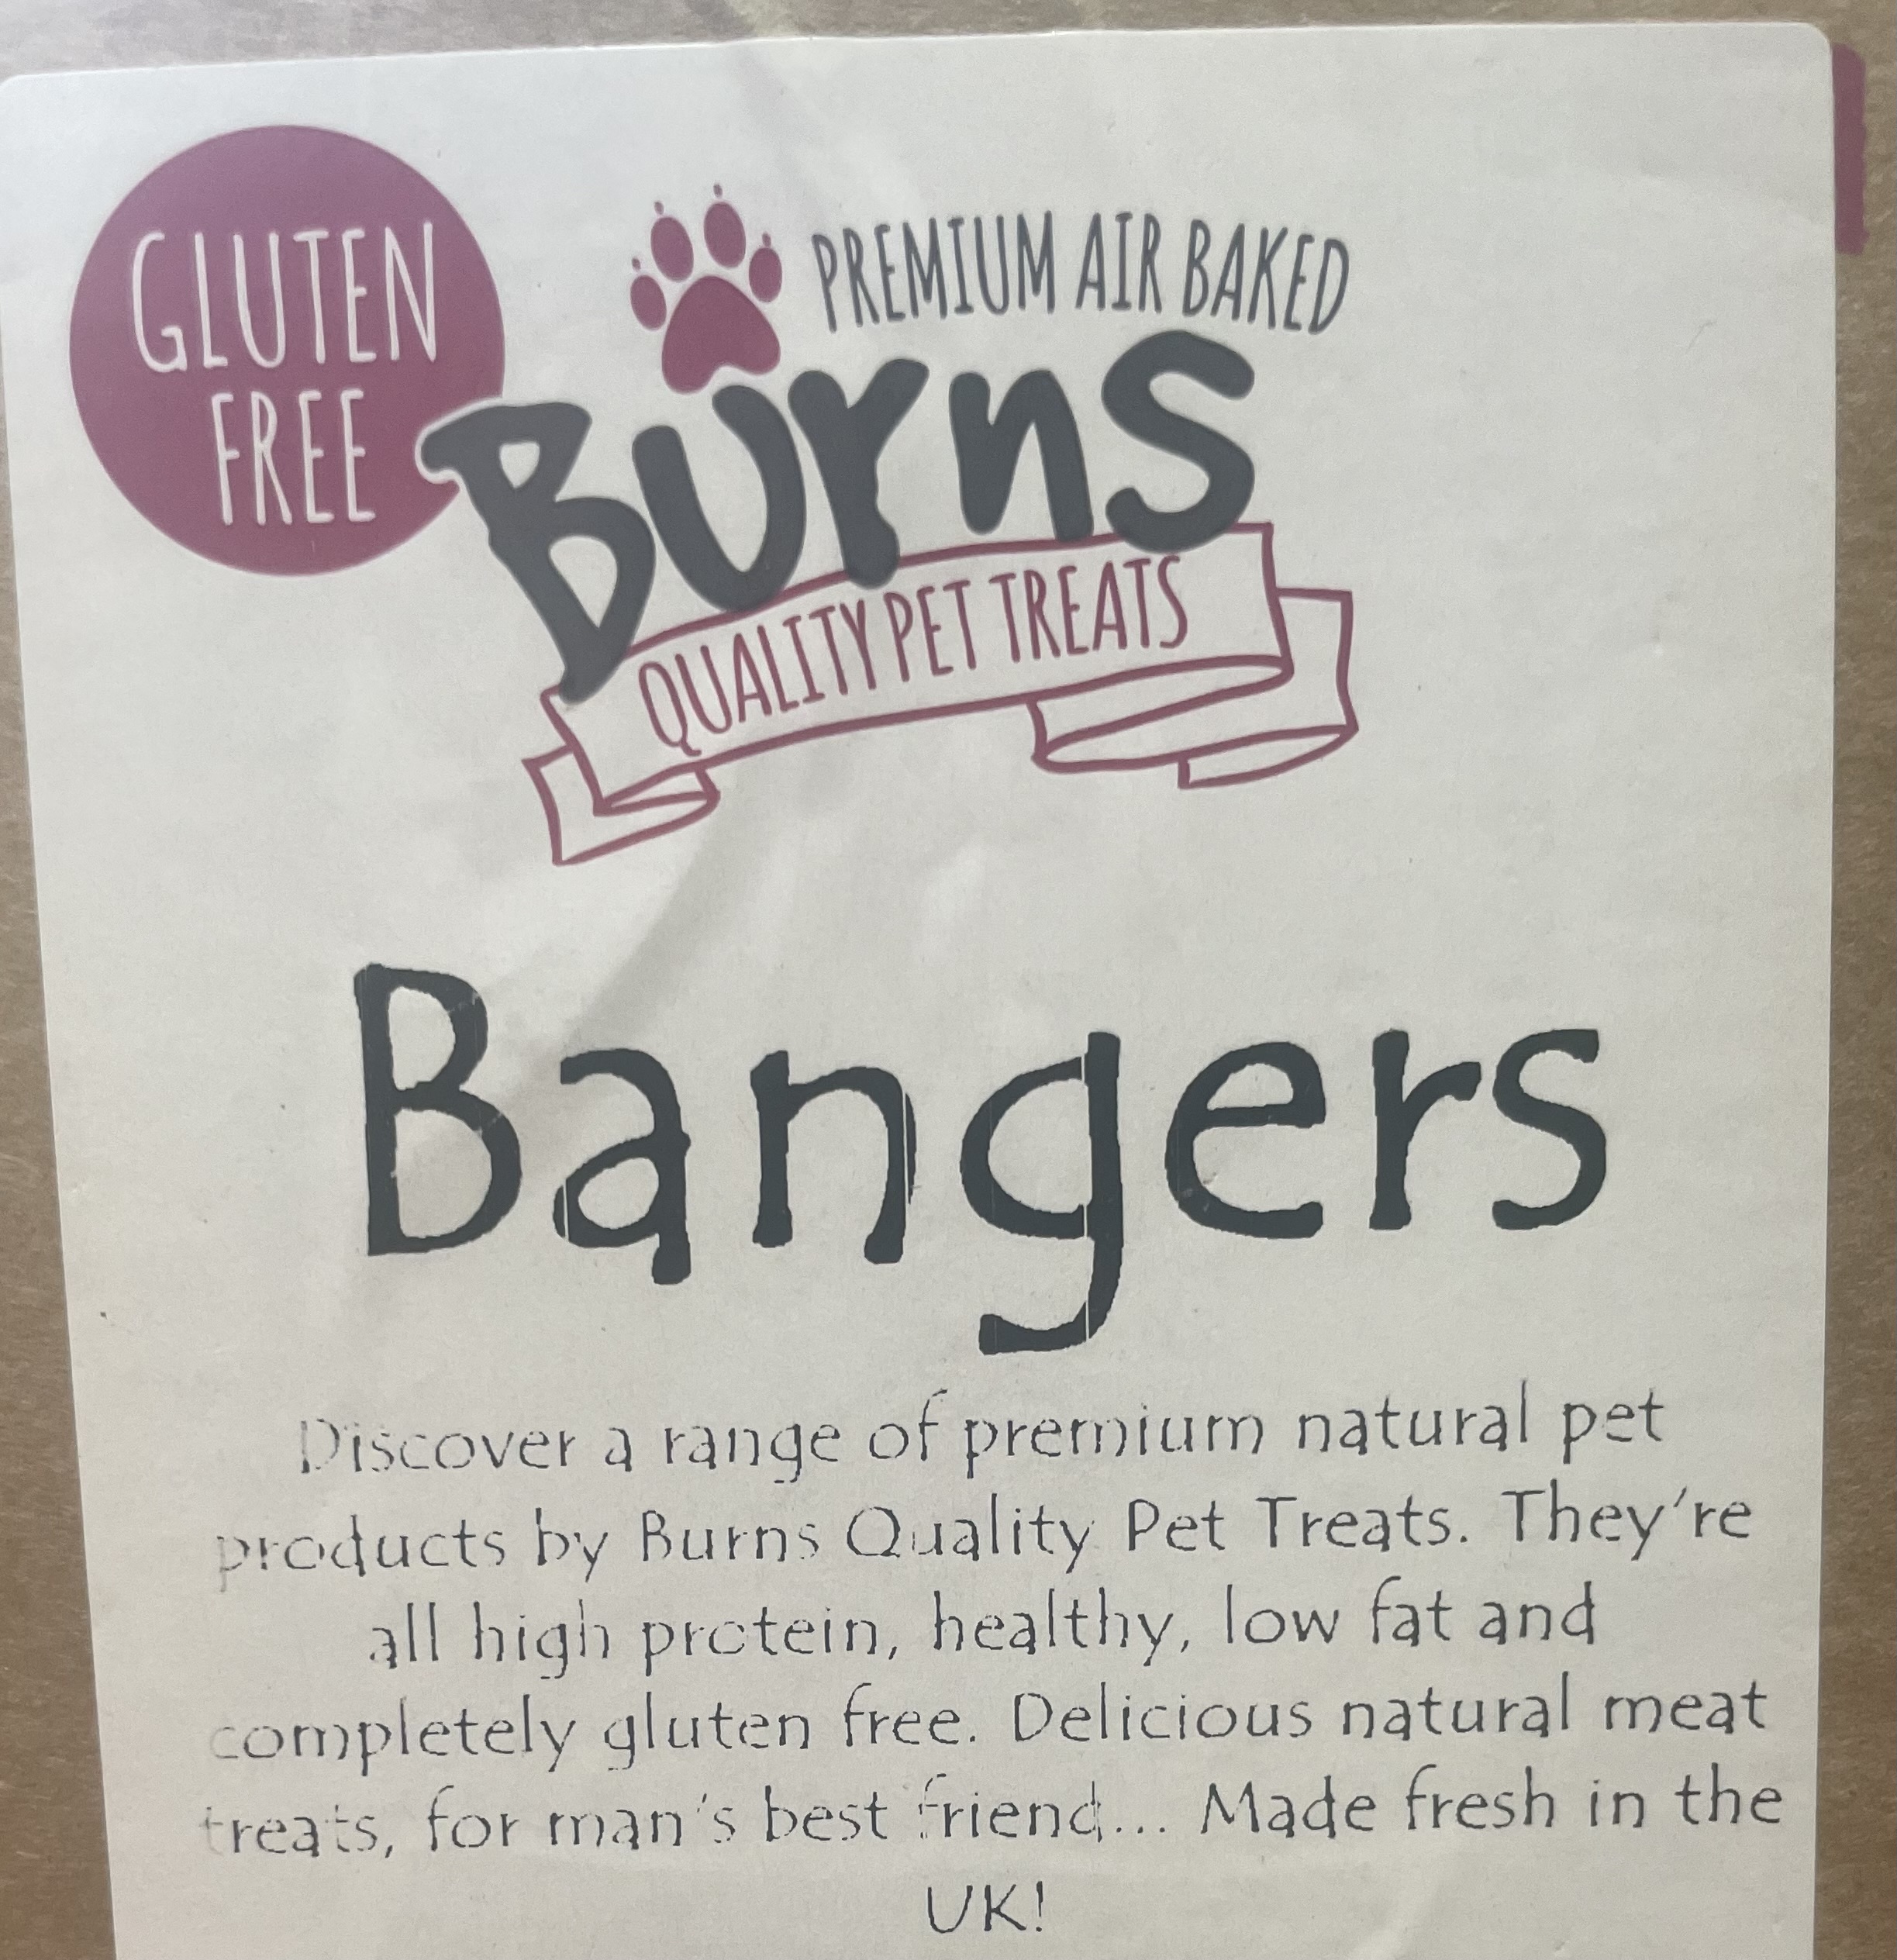 GLUTEN
FREE
PREMIUM AIR BAKED
Burns
QUALITY PET TREATS
Bangers
Discover a range of premium natural pet
products by Burns Quality Pet Treats. They're
all high protein, healthy, low fat and
completely gluten free. Delicious natural meat
treats, for man's best friend... Made fresh in the
UK!